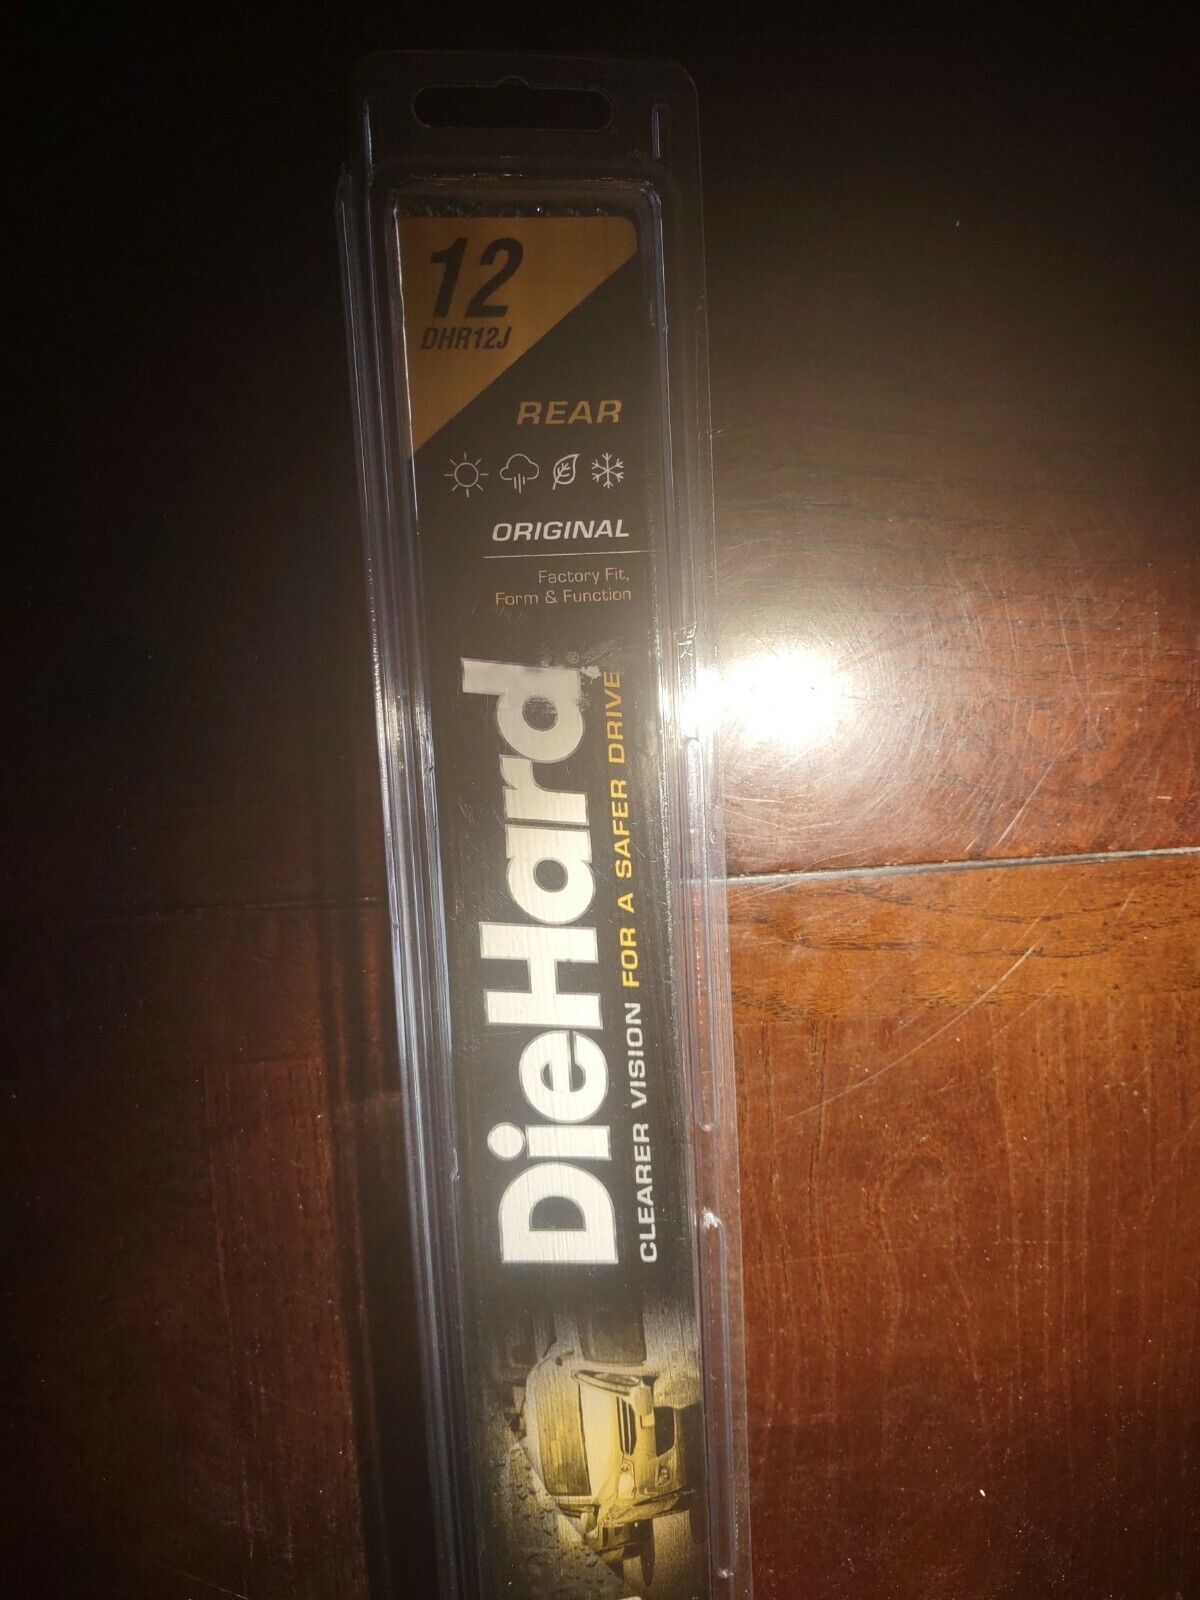 12
DHR12J
REAR
ORIGINAL
Factory Fit,
Form & Function
DieHard®
CLEARER VISION FOR A SAFER DRIVE